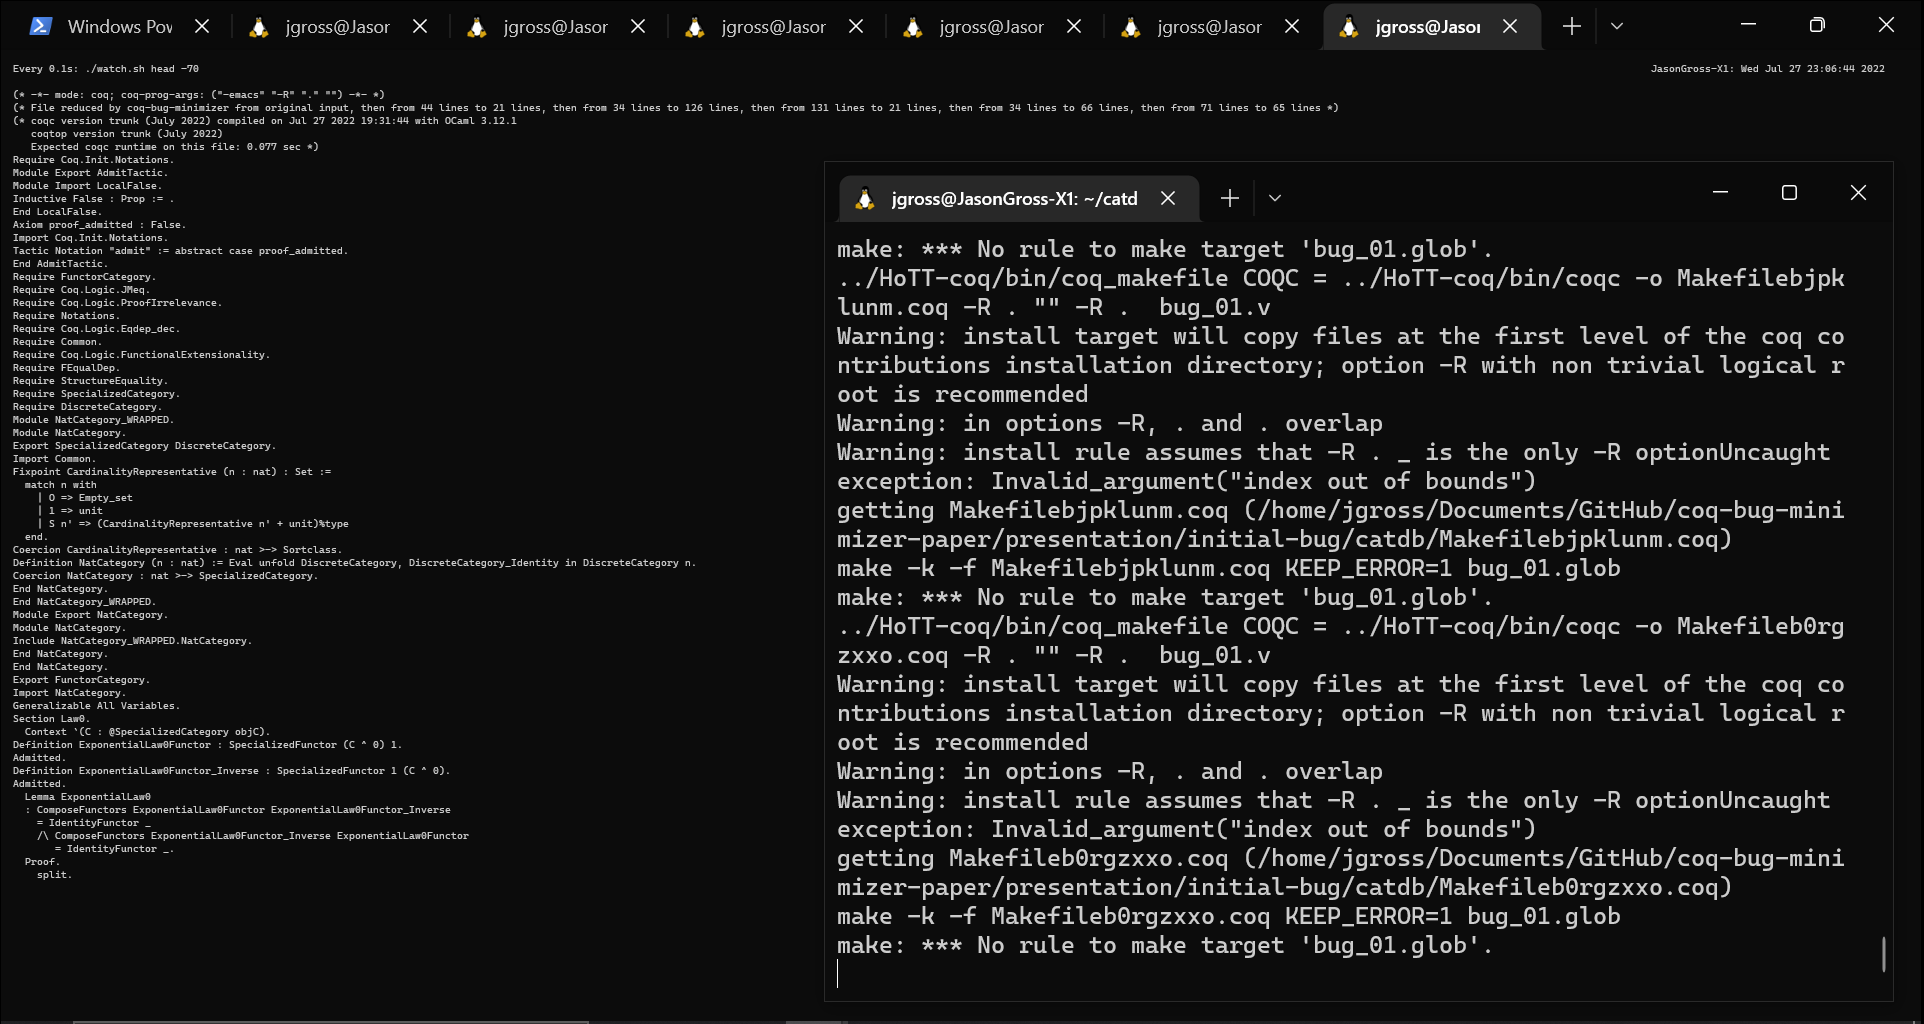 Windows Pov
jgross@Jasor
jgross@Jasor
jgross@Jasor
jgross@Jasor
jgross@Jasor
jgross@Jasor
Every 0.1s: ./watch.sh head -70
JasonGross-X1: Wed Jul 27 23:06:44 2022
(* -*- mode: coq; coq-prog-args: ("-emacs" "-R" "." "") -*- *)
(* File reduced by coq-bug-minimizer from original input, then from 44 lines to 21 lines, then from 34 lines to 126 lines, then from 131 lines to 21 lines, then from 34 lines to 66 lines, then from 71 lines to 65 lines *)
(* coqc version trunk (July 2022) compiled on Jul 27 2022 19:31:44 with OCaml 3.12.1
coqtop version trunk (July 2022)
Expected coqc runtime on this file: 0.077 sec *)
Require Coq.Init.Notations.
Module Export AdmitTactic.
Module Import LocalFalse.
Inductive False : Prop := .
End LocalFalse.
Axiom proof_admitted : False.
Import Coq.Init.Notations.
Tactic Notation "admit" := abstract case proof_admitted.
End AdmitTactic.
Require FunctorCategory.
Require Coq.Logic.JMeq.
Require Coq.Logic.ProofIrrelevance.
Require Notations.
Require Coq.Logic.Eqdep_dec.
Require Common.
Require Coq.Logic.FunctionalExtensionality.
Require FEqualDep.
Require StructureEquality.
Require SpecializedCategory.
Require DiscreteCategory.
Module NatCategory_WRAPPED.
Module NatCategory.
Export SpecializedCategory DiscreteCategory.
Import Common.
Fixpoint CardinalityRepresentative (n : nat) : Set :=
match n with
| O => Empty_set
| 1 => unit
| S n' => (CardinalityRepresentative n' + unit)%type
end.
Coercion CardinalityRepresentative : nat >-> Sortclass.
Definition NatCategory (n : nat) := Eval unfold DiscreteCategory, DiscreteCategory_Identity in DiscreteCategory n.
Coercion NatCategory : nat >-> SpecializedCategory.
End NatCategory.
End NatCategory_WRAPPED.
Module Export NatCategory.
Module NatCategory.
Include NatCategory_WRAPPED.NatCategory.
End NatCategory.
End NatCategory.
Export FunctorCategory.
Import NatCategory.
Generalizable All Variables.
Section Law0.
Context `(C : @SpecializedCategory objC).
Definition ExponentialLaw0Functor : SpecializedFunctor (C ^ 0) 1.
Admitted.
Definition ExponentialLaw0Functor_Inverse : SpecializedFunctor 1 (C ^ 0).
Admitted.
Lemma ExponentialLaw0
: ComposeFunctors ExponentialLaw0Functor ExponentialLaw0Functor_Inverse
= IdentityFunctor _
/\ ComposeFunctors ExponentialLaw0Functor_Inverse ExponentialLaw0Functor
= IdentityFunctor _.
Proof.
split.
jgross@JasonGross-X1: ~/catd
make: *** No rule to make target 'bug_01.glob'.
../HoTT-coq/bin/coq_makefile COQC = ../HoTT-coq/bin/coqc -o Makefilebjpk
lunm.coq -R . "" -R .  bug_01.v
Warning: install target will copy files at the first level of the coq co
ntributions installation directory; option -R with non trivial logical r
oot is recommended
Warning: in options -R, . and . overlap
Warning: install rule assumes that -R . _ is the only -R optionUncaught
exception: Invalid_argument("index out of bounds")
getting Makefilebjpklunm.coq (/home/jgross/Documents/GitHub/coq-bug-mini
mizer-paper/presentation/initial-bug/catdb/Makefilebjpklunm.coq)
make -k -f Makefilebjpklunm.coq KEEP_ERROR=1 bug_01.glob
make: *** No rule to make target 'bug_01.glob'.
../HoTT-coq/bin/coq_makefile COQC = ../HoTT-coq/bin/coqc -o Makefileb0rg
zxxo.coq -R . "" -R .  bug_01.v
Warning: install target will copy files at the first level of the coq co
ntributions installation directory; option -R with non trivial logical r
oot is recommended
Warning: in options -R, . and . overlap
Warning: install rule assumes that -R . _ is the only -R optionUncaught
exception: Invalid_argument("index out of bounds")
getting Makefileb0rgzxxo.coq (/home/jgross/Documents/GitHub/coq-bug-mini
mizer-paper/presentation/initial-bug/catdb/Makefileb0rgzxxo.coq)
make -k -f Makefileb0rgzxxo.coq KEEP_ERROR=1 bug_01.glob
make: *** No rule to make target 'bug_01.glob'.